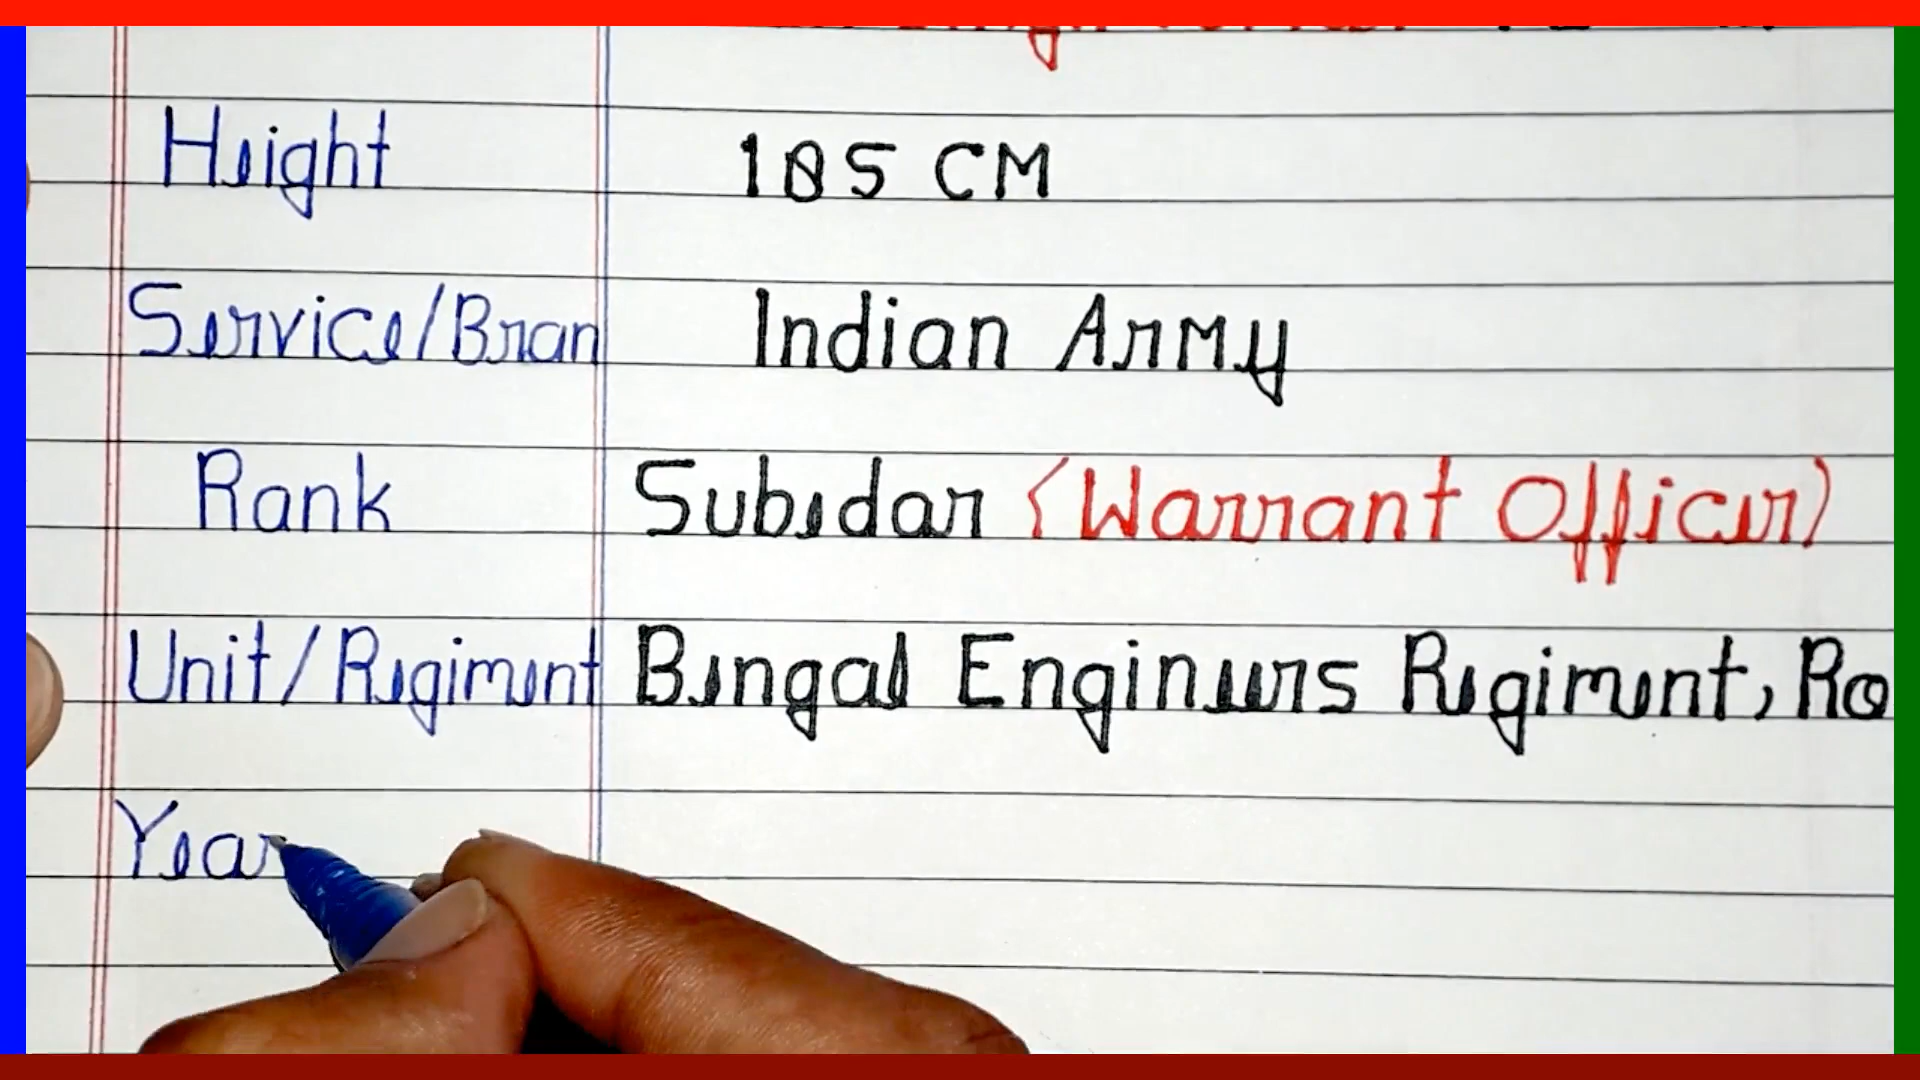 Height 185 CM
Service/Bran Indian Army
Rank Subedar (Warrant Officer)
Unit/Regiment Bengal Engineers Regiment, Ro
Year